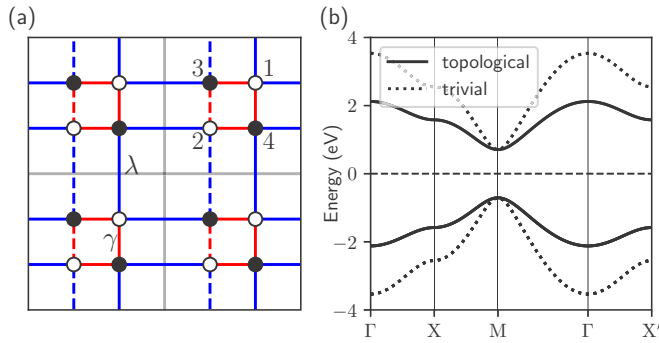 (a)
3
1
2
4
λ
γ
(b)
Energy (eV)
4
2
0
−2
−4
topological
trivial
Γ
X
M
Γ
X′